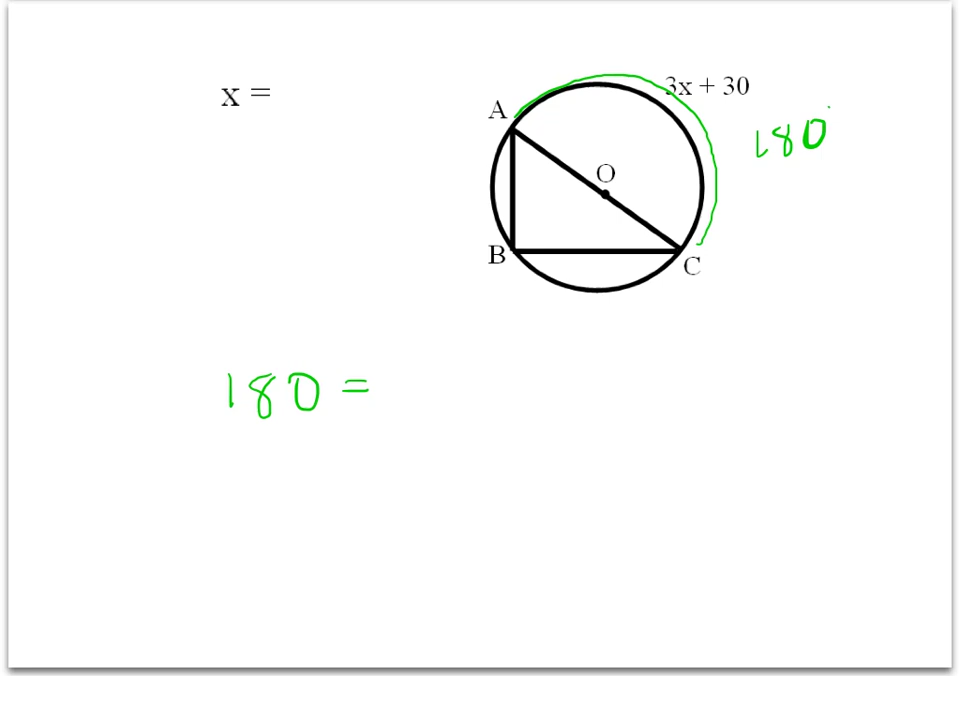 x =
3x + 30
A
180
O
B
C
180 =